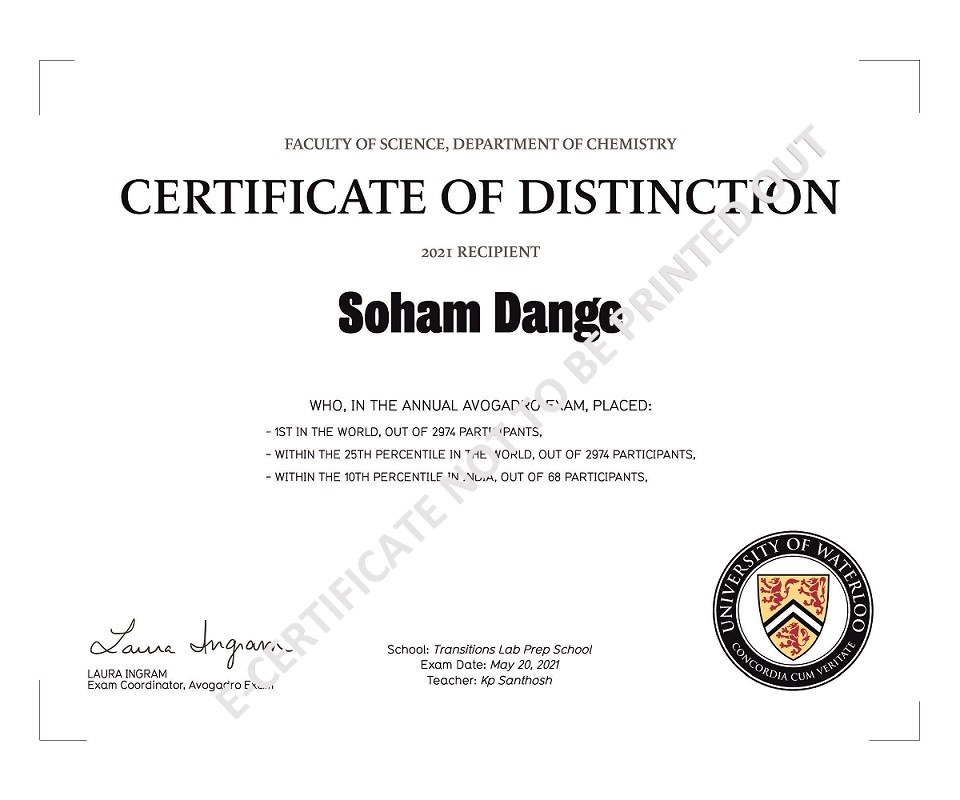 FACULTY OF SCIENCE, DEPARTMENT OF CHEMISTRY
CERTIFICATE OF DISTINCTION
2021 RECIPIENT
Soham Dange
WHO, IN THE ANNUAL AVOGADRO EXAM, PLACED:
- 1ST IN THE WORLD, OUT OF 2974 PARTICIPANTS,
- WITHIN THE 25TH PERCENTILE IN THE WORLD, OUT OF 2974 PARTICIPANTS,
- WITHIN THE 10TH PERCENTILE IN INDIA, OUT OF 68 PARTICIPANTS,
E-CERTIFICATE NOT TO BE PRINTED OUT
Laura Ingram
LAURA INGRAM
Exam Coordinator, Avogadro Exam
School: Transitions Lab Prep School
Exam Date: May 20, 2021
Teacher: Kp Santhosh
UNIVERSITY OF WATERLOO
CONCORDIA CUM VERITATE